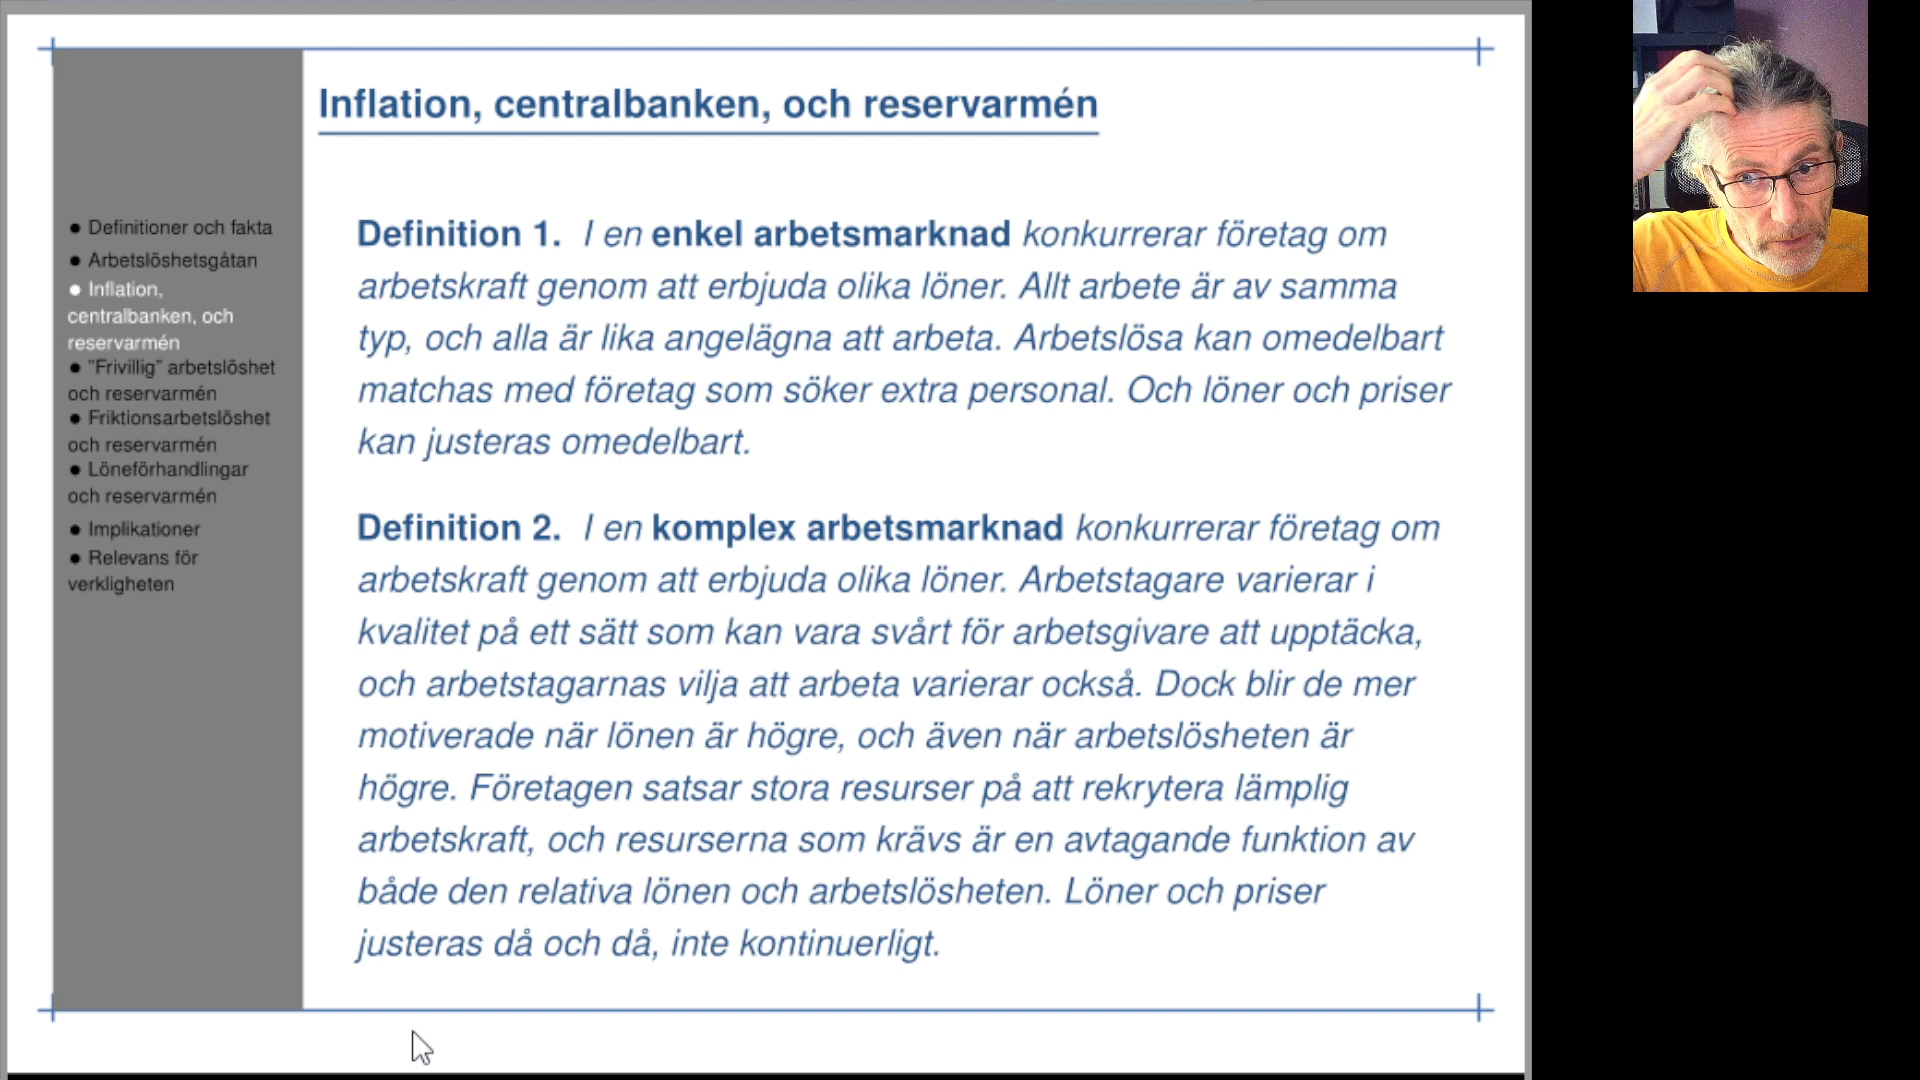 Inflation, centralbanken, och reservarmén
● Definitioner och fakta
● Arbetslöshetsgåtan
● Inflation,
centralbanken, och
reservarmén
● ”Frivillig” arbetslöshet
och reservarmén
● Friktionsarbetslöshet
och reservarmén
● Löneförhandlingar
och reservarmén
● Implikationer
● Relevans för
verkligheten
Definition 1. I en enkel arbetsmarknad konkurrerar företag om
arbetskraft genom att erbjuda olika löner. Allt arbete är av samma
typ, och alla är lika angelägna att arbeta. Arbetslösa kan omedelbart
matchas med företag som söker extra personal. Och löner och priser
kan justeras omedelbart.
Definition 2. I en komplex arbetsmarknad konkurrerar företag om
arbetskraft genom att erbjuda olika löner. Arbetstagare varierar i
kvalitet på ett sätt som kan vara svårt för arbetsgivare att upptäcka,
och arbetstagarnas vilja att arbeta varierar också. Dock blir de mer
motiverade när lönen är högre, och även när arbetslösheten är
högre. Företagen satsar stora resurser på att rekrytera lämplig
arbetskraft, och resurserna som krävs är en avtagande funktion av
både den relativa lönen och arbetslösheten. Löner och priser
justeras då och då, inte kontinuerligt.